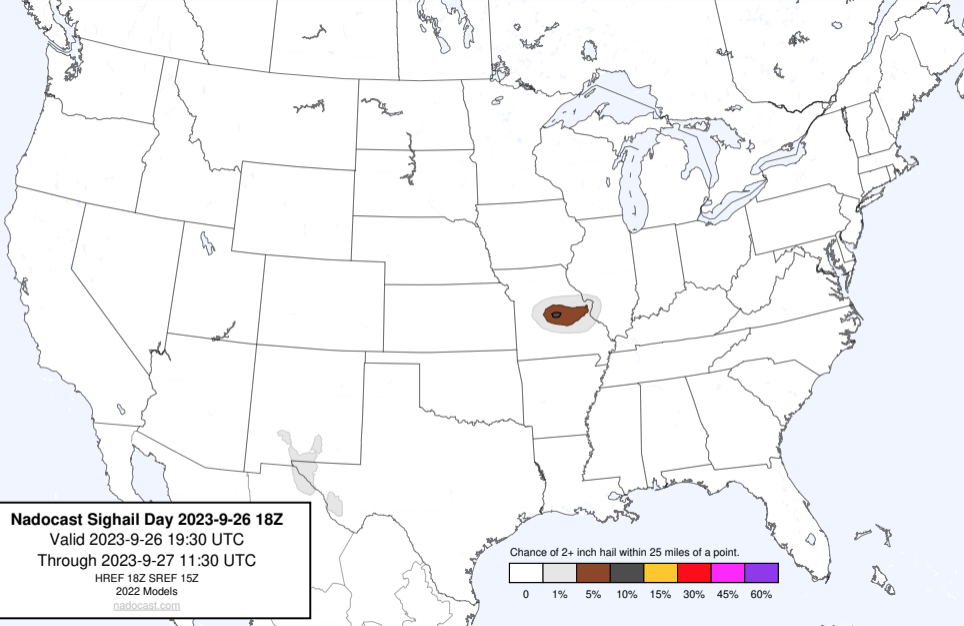 Nadocast Sighail Day 2023-9-26 18Z
Valid 2023-9-26 19:30 UTC
Through 2023-9-27 11:30 UTC
HREF 18Z SREF 15Z
2022 Models
nadocast.com
Chance of 2+ inch hail within 25 miles of a point.
0 1% 5% 10% 15% 30% 45% 60%